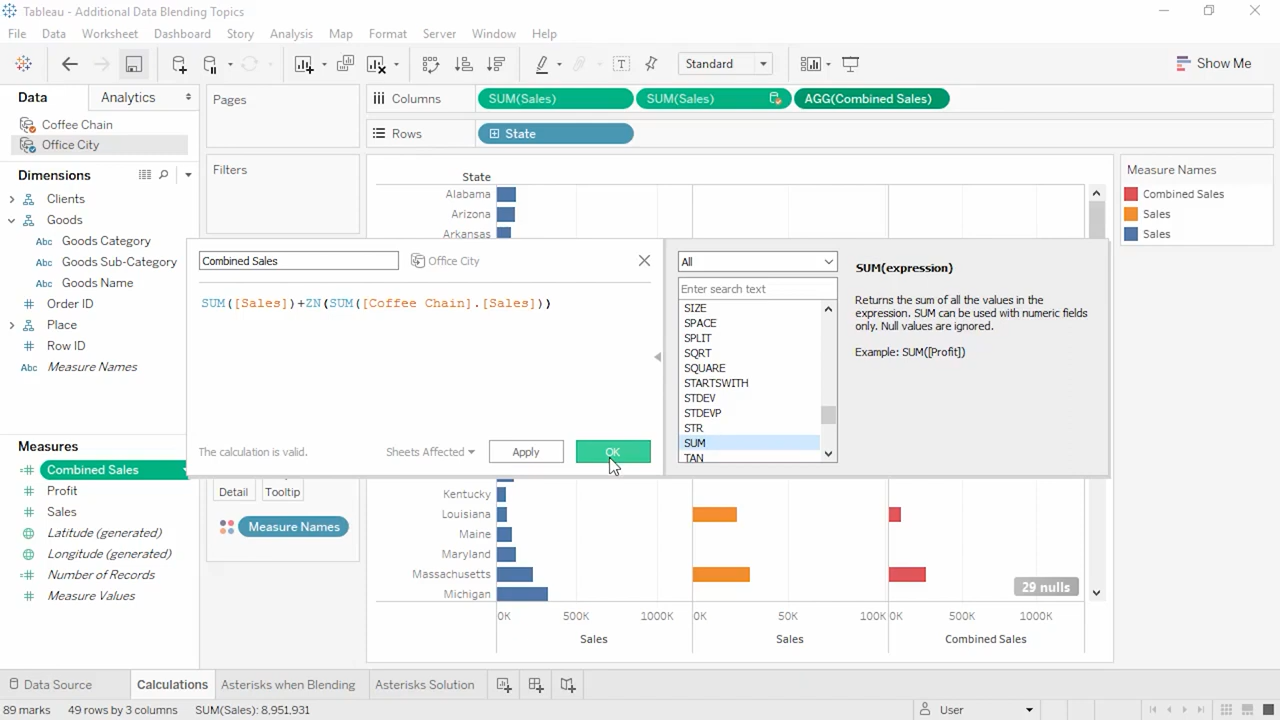 Tableau - Additional Data Blending Topics
File Data Worksheet Dashboard Story Analysis Map Format Server Window Help
Standard
Show Me
Data Analytics
Pages
Columns SUM(Sales) SUM(Sales) AGG(Combined Sales)
Coffee Chain
Office City
Rows State
Filters
Measure Names
Combined Sales
Sales
Sales
Dimensions
Clients
Goods
Abc Goods Category
Abc Goods Sub-Category
Abc Goods Name
Order ID
Place
Row ID
Abc Measure Names
State
Alabama
Arizona
Arkansas
Combined Sales Office City
SUM([Sales])+ZN(SUM([Coffee Chain].[Sales]))
The calculation is valid. Sheets Affected Apply OK
All
Enter search text
SIZE
SPACE
SPLIT
SQRT
SQUARE
STARTSWITH
STDEV
STDEVP
STR
SUM
TAN
SUM(expression)
Returns the sum of all the values in the
expression. SUM can be used with numeric fields
only. Null values are ignored.
Example: SUM([Profit])
Measures
Combined Sales
Profit
Sales
Latitude (generated)
Longitude (generated)
Number of Records
Measure Values
Detail Tooltip
Measure Names
Kentucky
Louisiana
Maine
Maryland
Massachusetts
Michigan
29 nulls
0K 500K 1000K 0K 50K 100K 0K 500K 1000K
Sales Sales Combined Sales
Data Source Calculations Asterisks when Blending Asterisks Solution
89 marks 49 rows by 3 columns SUM(Sales): 8,951,931 User